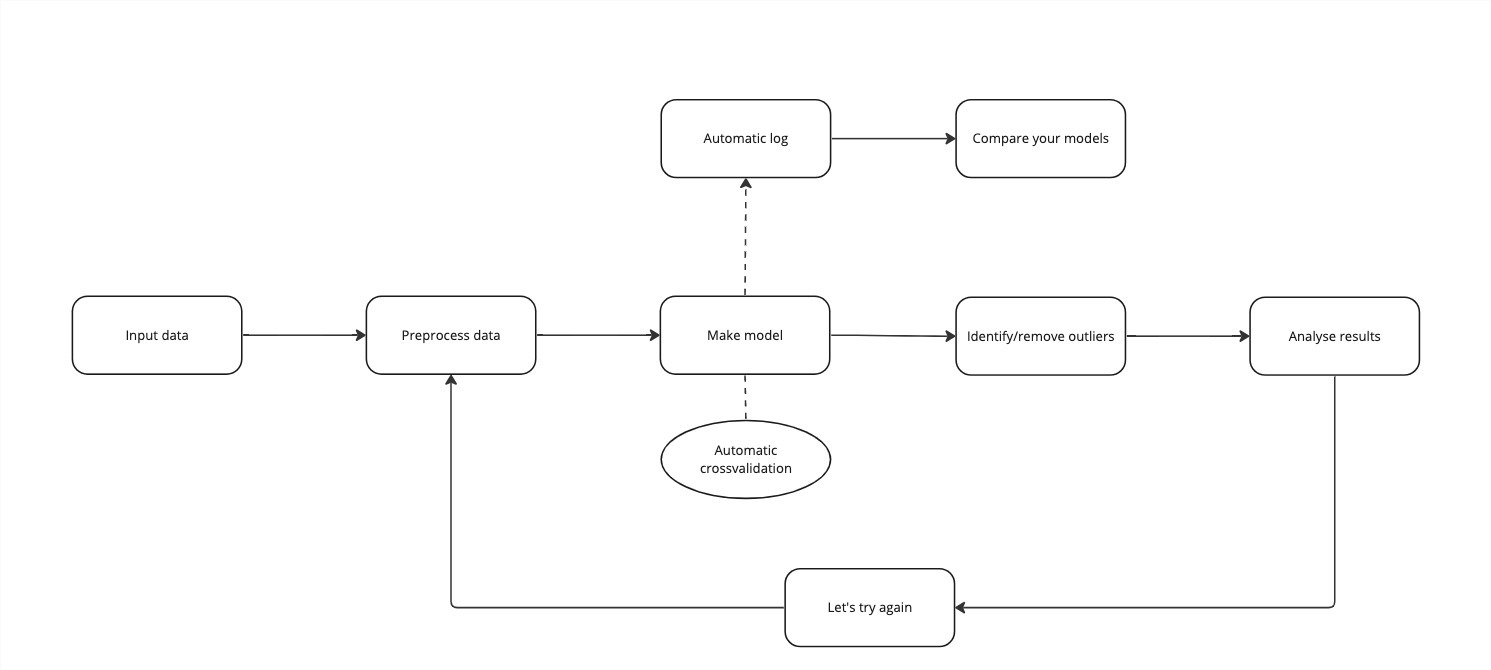 Automatic log
Compare your models
Input data
Preprocess data
Make model
Identify/remove outliers
Analyse results
Automatic
crossvalidation
Let's try again